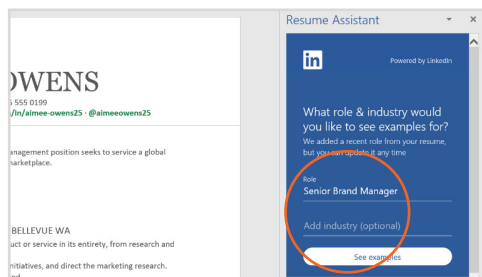 OWENS
555 0199
/in/aimee-owens25 · @aimeeowens25
anagement position seeks to service a global
narketplace.
BELLEVUE WA
uct or service in its entirety, from research and
nitiatives, and direct the marketing research.
Resume Assistant
in
Powered by LinkedIn
What role & industry would
you like to see examples for?
We added a recent role from your resume,
but you can update it any time
Role
Senior Brand Manager
Add industry (optional)
See examples